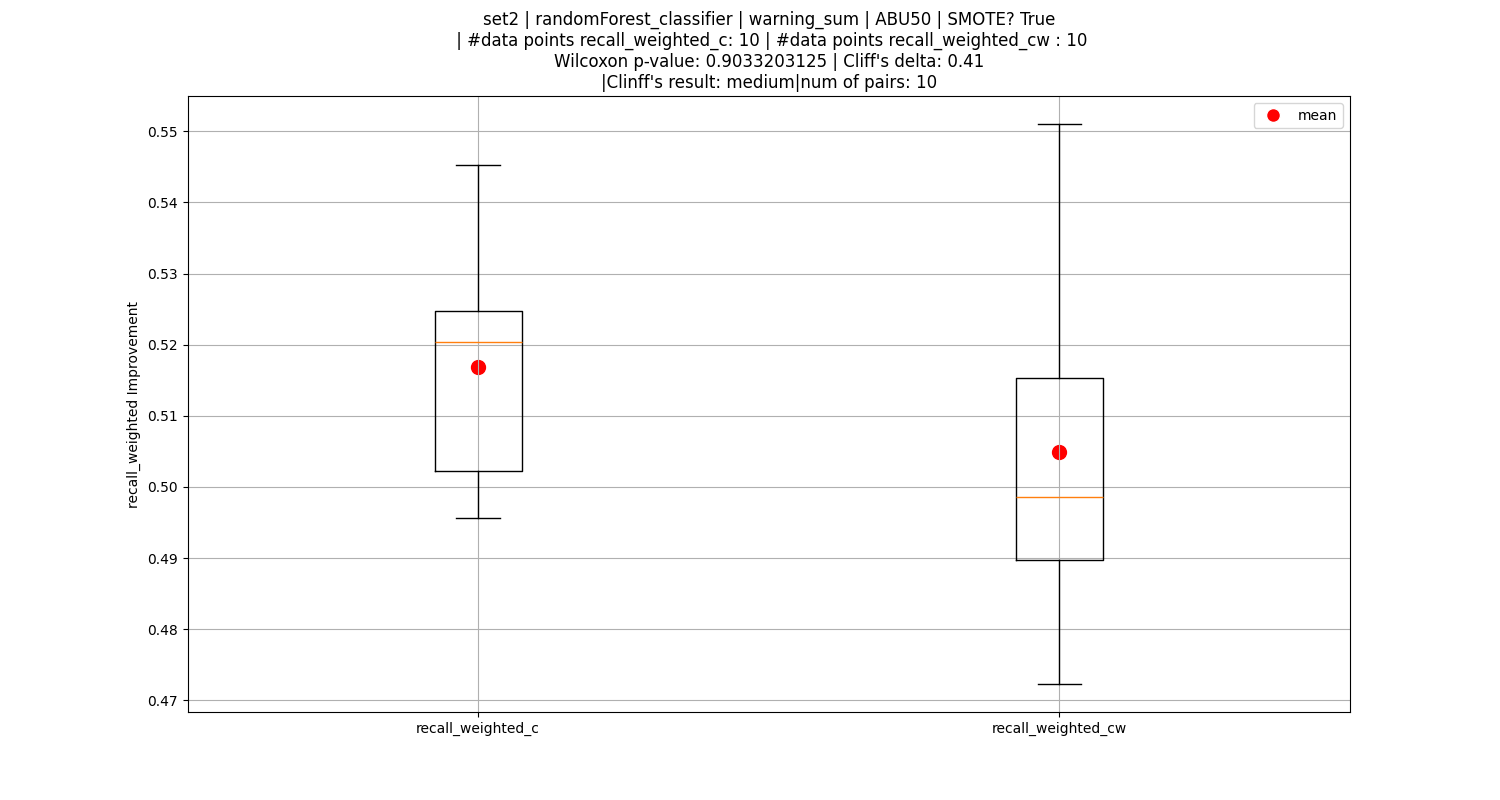 set2 | randomForest_classifier | warning_sum | ABU50 | SMOTE? True
| #data points recall_weighted_c: 10 | #data points recall_weighted_cw : 10
Wilcoxon p-value: 0.9033203125 | Cliff's delta: 0.41
|Clinff's result: medium|num of pairs: 10
mean
0.55
0.54
0.53
0.52
0.51
0.50
0.49
0.48
0.47
recall_weighted Improvement
recall_weighted_c
recall_weighted_cw